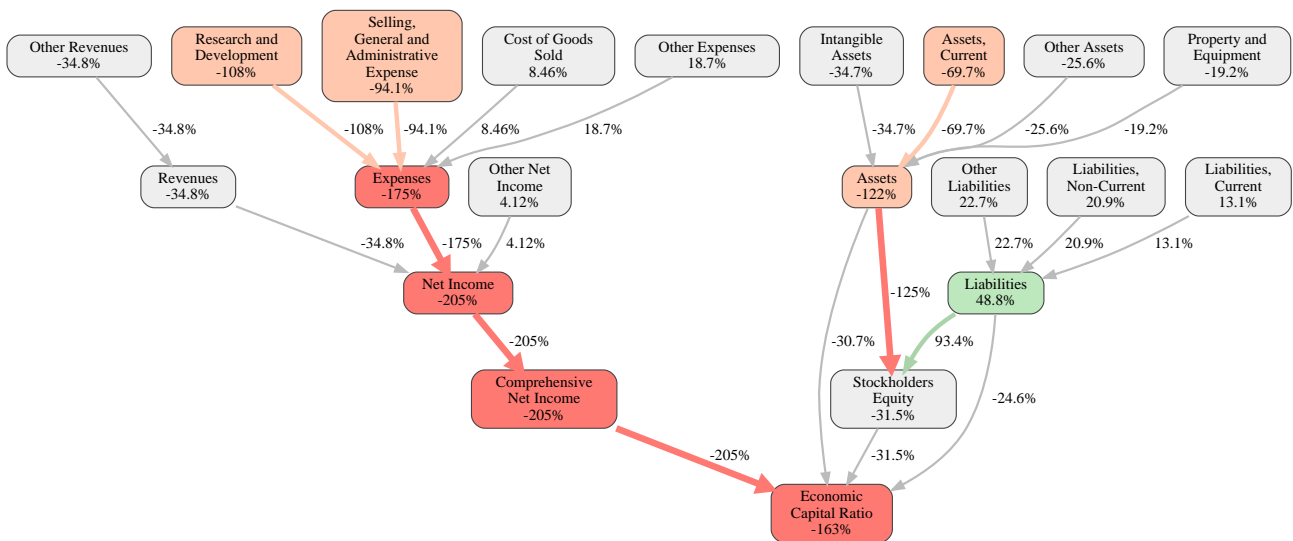 Other Revenues
-34.8%
Research and
Development
-108%
Selling,
General and
Administrative
Expense
-94.1%
Cost of Goods
Sold
8.46%
Other Expenses
18.7%
Intangible
Assets
-34.7%
Assets,
Current
-69.7%
Other Assets
-25.6%
Property and
Equipment
-19.2%
-34.8%
-108%
-94.1%
8.46%
18.7%
-34.7%
-69.7%
-25.6%
-19.2%
Revenues
-34.8%
Expenses
-175%
Other Net
Income
4.12%
Assets
-122%
Other
Liabilities
22.7%
Liabilities,
Non-Current
20.9%
Liabilities,
Current
13.1%
-34.8%
-175%
4.12%
22.7%
20.9%
13.1%
Net Income
-205%
-125%
Liabilities
48.8%
-205%
-30.7%
93.4%
Comprehensive
Net Income
-205%
Stockholders
Equity
-31.5%
-24.6%
-205%
-31.5%
Economic
Capital Ratio
-163%